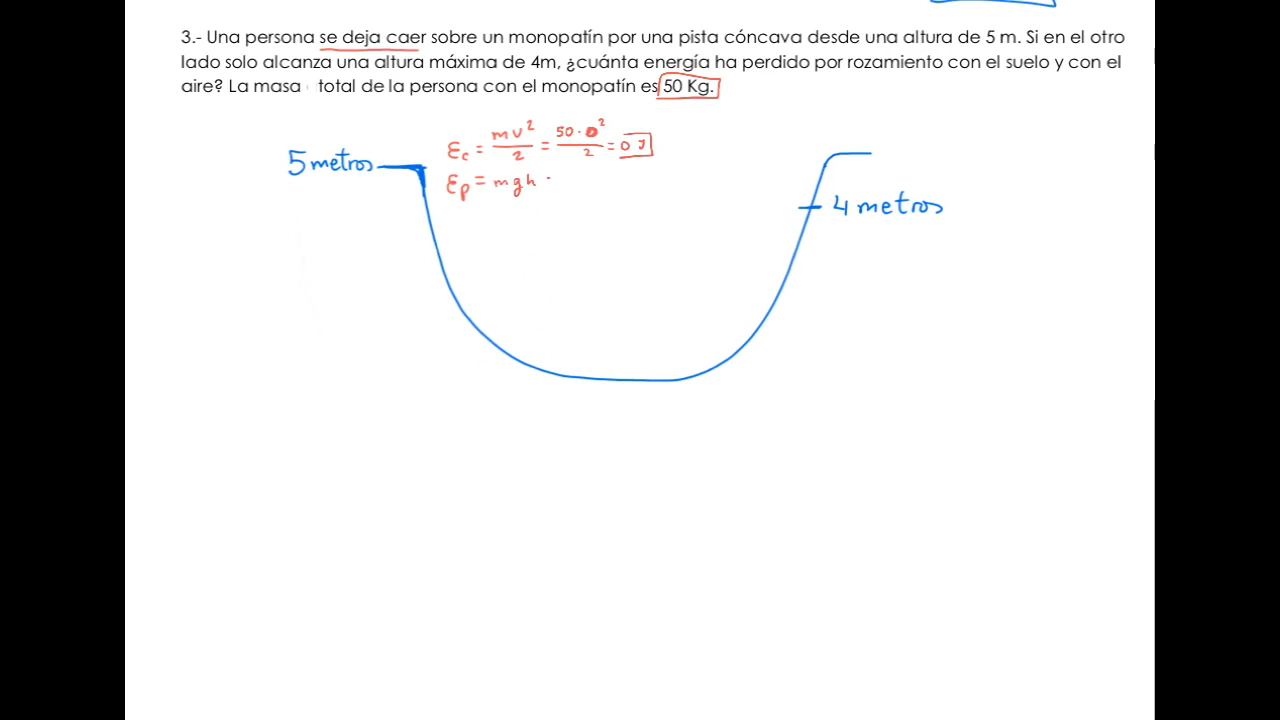 3.- Una persona se deja caer sobre un monopatín por una pista cóncava desde una altura de 5 m. Si en el otro
lado solo alcanza una altura máxima de 4m, ¿cuánta energía ha perdido por rozamiento con el suelo y con el
aire? La masa total de la persona con el monopatín es 50 Kg.
Ec = mv²/2 = 50·0²/2 = 0 J
5 metros
Ep = mgh ·
4 metros